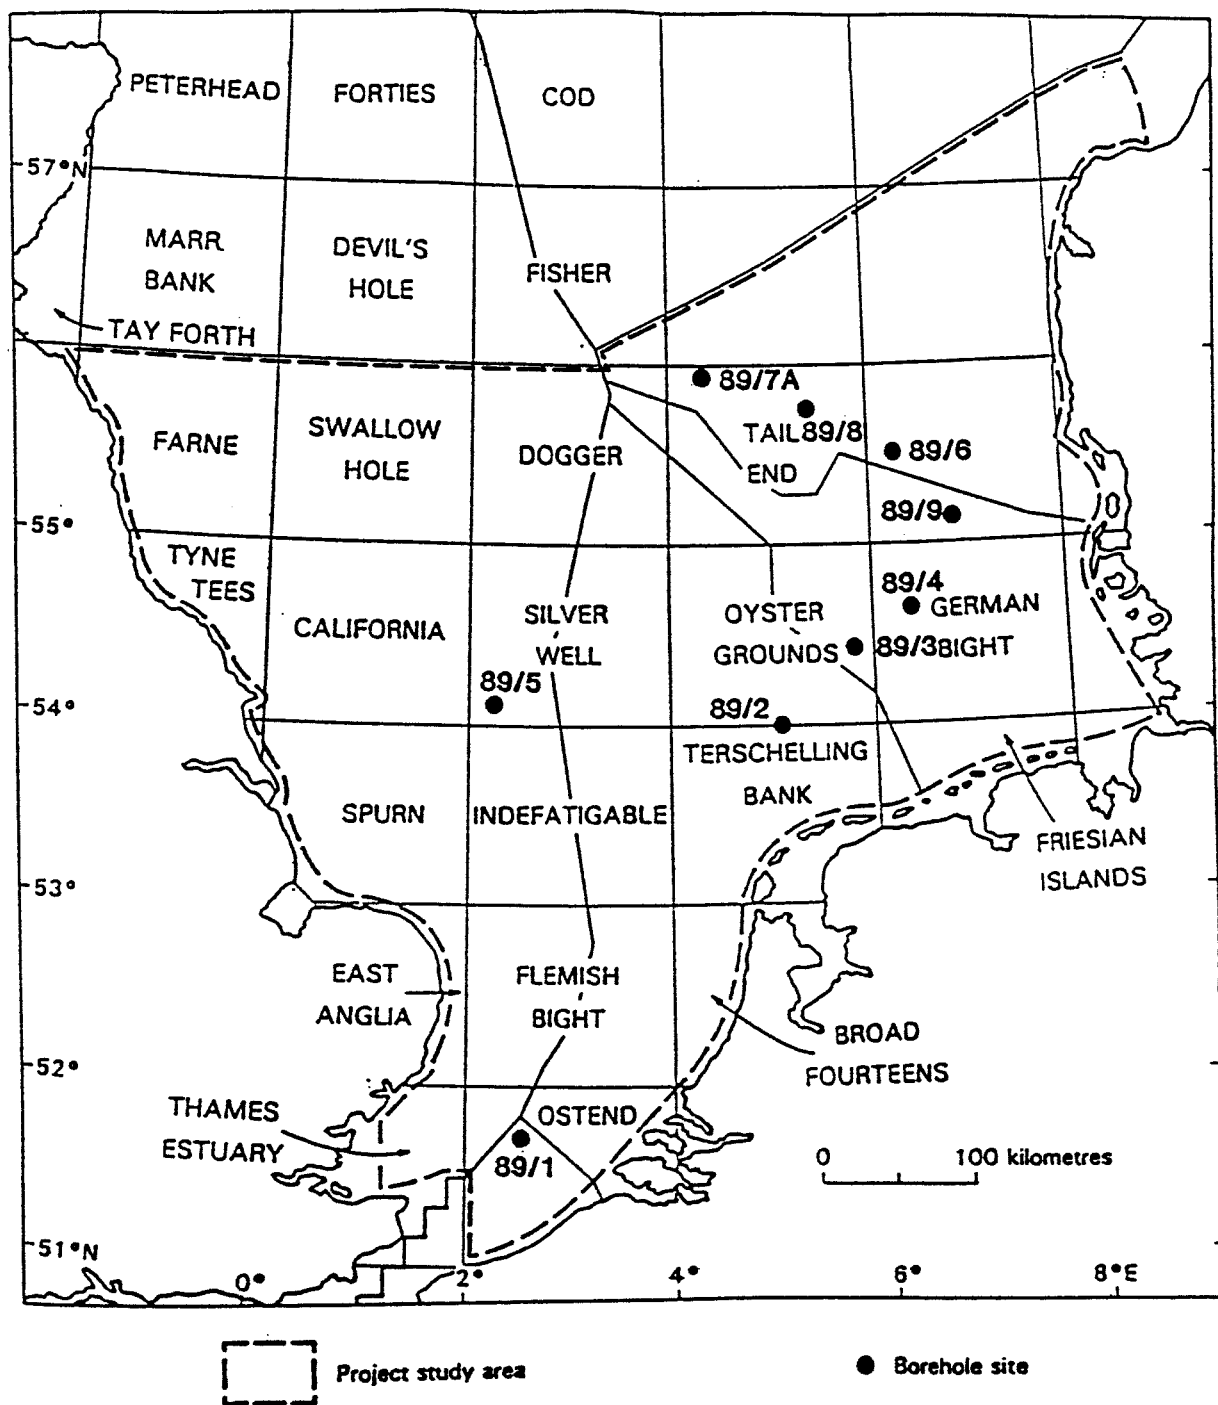 PETERHEAD
FORTIES
COD
57°N
MARR
BANK
DEVIL'S
HOLE
FISHER
TAY FORTH
89/7A
TAIL 89/8
END
FARNE
SWALLOW
HOLE
DOGGER
89/6
89/9
55°
TYNE
TEES
CALIFORNIA
SILVER
WELL
OYSTER
GROUNDS
89/4
GERMAN
89/3 BIGHT
89/5
54°
89/2
TERSCHELLING
BANK
SPURN
INDEFATIGABLE
FRIESIAN
ISLANDS
53°
EAST
ANGLIA
FLEMISH
BIGHT
BROAD
FOURTEENS
52°
THAMES
ESTUARY
OSTEND
89/1
0 100 kilometres
51°N
0° 2° 4° 6° 8°E
Project study area
Borehole site